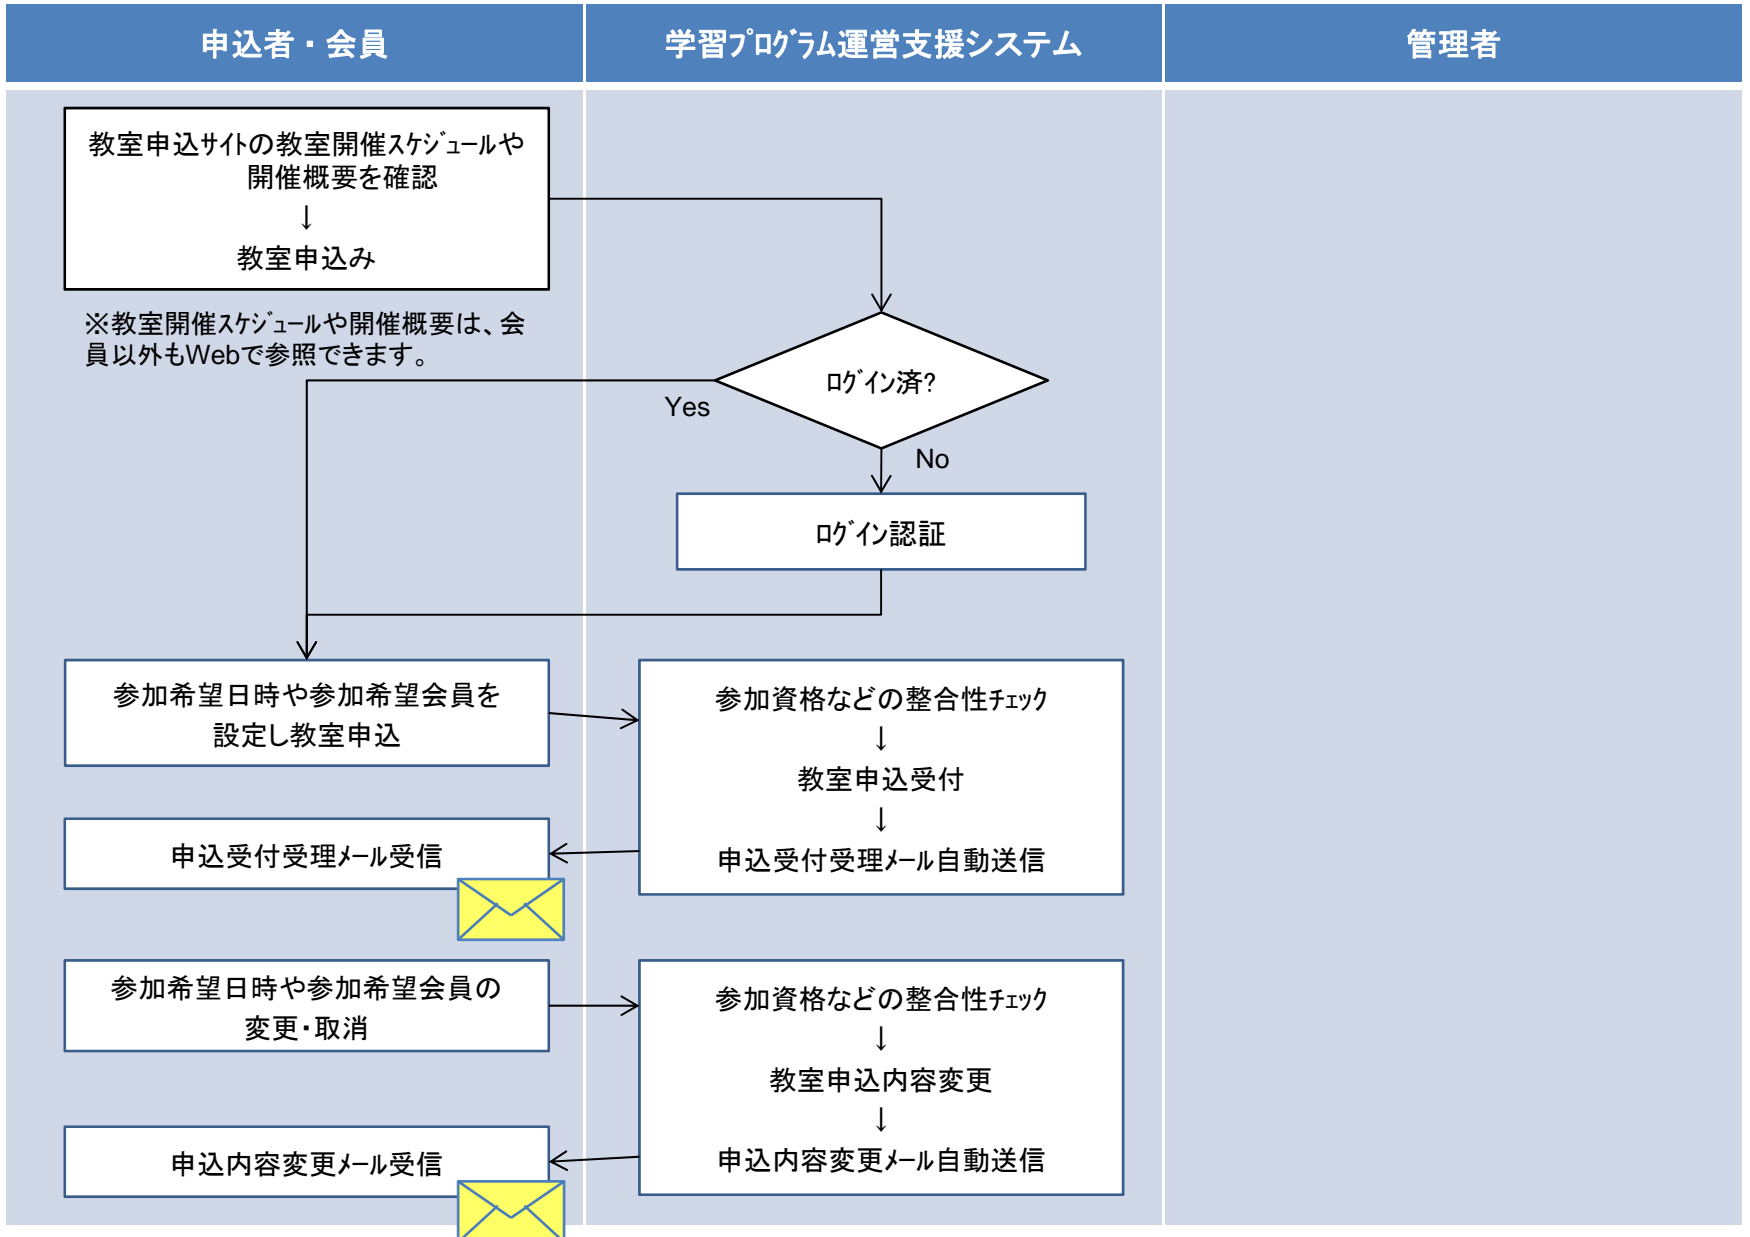 申込者・会員
学習ﾌﾟﾛｸﾞﾗﾑ運営支援システム
管理者
教室申込ｻｲﾄの教室開催ｽｹｼﾞｭｰﾙや
開催概要を確認
↓
教室申込み
※教室開催ｽｹｼﾞｭｰﾙや開催概要は、会
員以外もWebで参照できます。
ﾛｸﾞｲﾝ済?
Yes
No
ﾛｸﾞｲﾝ認証
参加希望日時や参加希望会員を
設定し教室申込
参加資格などの整合性ﾁｪｯｸ
↓
教室申込受付
↓
申込受付受理ﾒｰﾙ自動送信
申込受付受理ﾒｰﾙ受信
参加希望日時や参加希望会員の
変更・取消
参加資格などの整合性ﾁｪｯｸ
↓
教室申込内容変更
↓
申込内容変更ﾒｰﾙ自動送信
申込内容変更ﾒｰﾙ受信